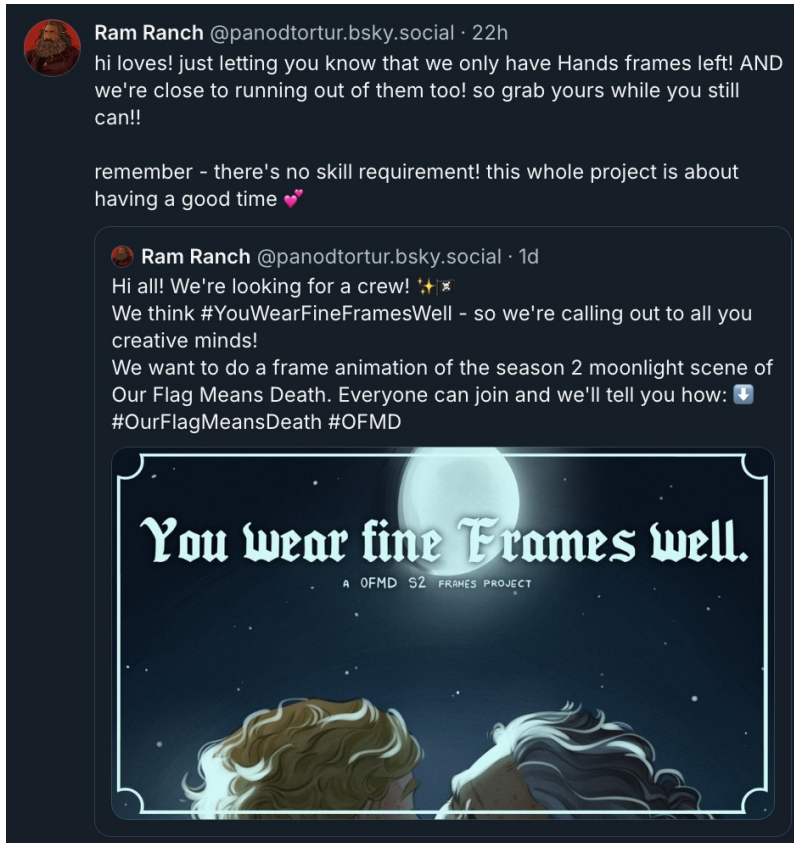 Ram Ranch @panodtortur.bsky.social · 22h
hi loves! just letting you know that we only have Hands frames left! AND
we're close to running out of them too! so grab yours while you still
can!!
remember - there's no skill requirement! this whole project is about
having a good time 💕
Ram Ranch @panodtortur.bsky.social · 1d
Hi all! We're looking for a crew! ✨🏴‍☠️
We think #YouWearFineFramesWell - so we're calling out to all you
creative minds!
We want to do a frame animation of the season 2 moonlight scene of
Our Flag Means Death. Everyone can join and we'll tell you how: ⬇️
#OurFlagMeansDeath #OFMD
You wear fine Frames well.
A OFMD S2 FRAMES PROJECT